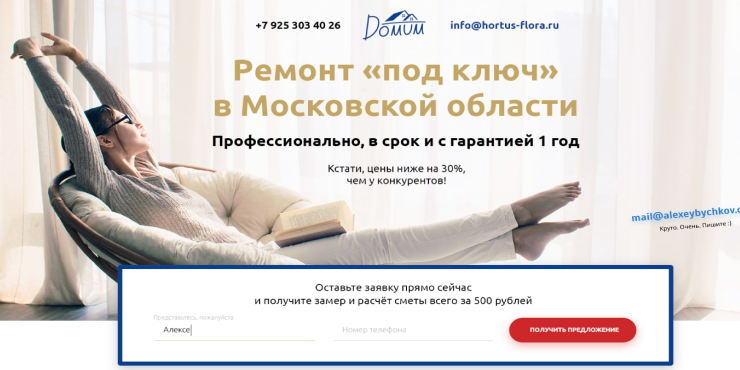 +7 925 303 40 26
Домим
info@hortus-flora.ru
Ремонт «под ключ»
в Московской области
Профессионально, в срок и с гарантией 1 год
Кстати, цены ниже на 30%,
чем у конкурентов!
mail@alexeybychkov.
Круто. Очень. Пишите :)
Оставьте заявку прямо сейчас
и получите замер и расчёт сметы всего за 500 рублей
Представьтесь, пожалуйста
Алексе
Номер телефона
ПОЛУЧИТЬ ПРЕДЛОЖЕНИЕ